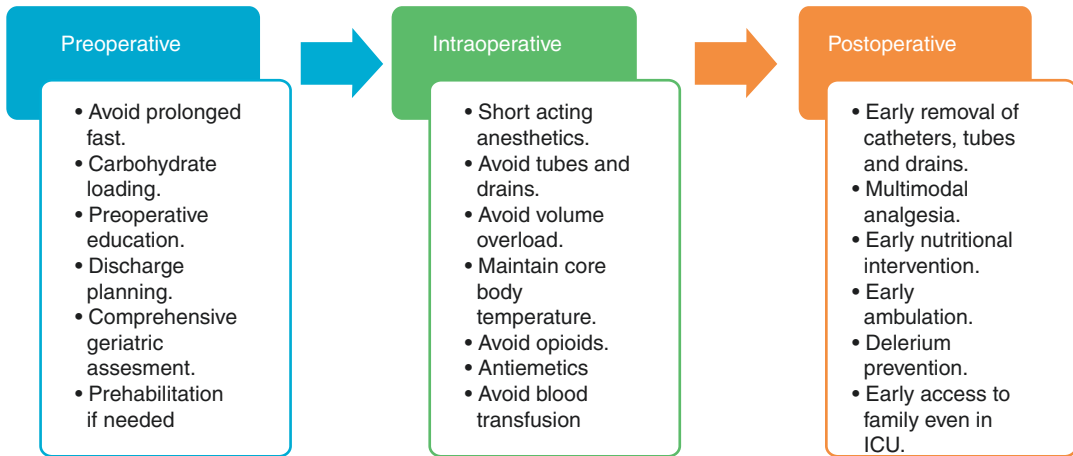 Preoperative
• Avoid prolonged
fast.
• Carbohydrate
loading.
• Preoperative
education.
• Discharge
planning.
• Comprehensive
geriatric
assesment.
• Prehabilitation
if needed
Intraoperative
• Short acting
anesthetics.
• Avoid tubes and
drains.
• Avoid volume
overload.
• Maintain core
body
temperature.
• Avoid opioids.
• Antiemetics
• Avoid blood
transfusion
Postoperative
• Early removal of
catheters, tubes
and drains.
• Multimodal
analgesia.
• Early nutritional
intervention.
• Early
ambulation.
• Delerium
prevention.
• Early access to
family even in
ICU.